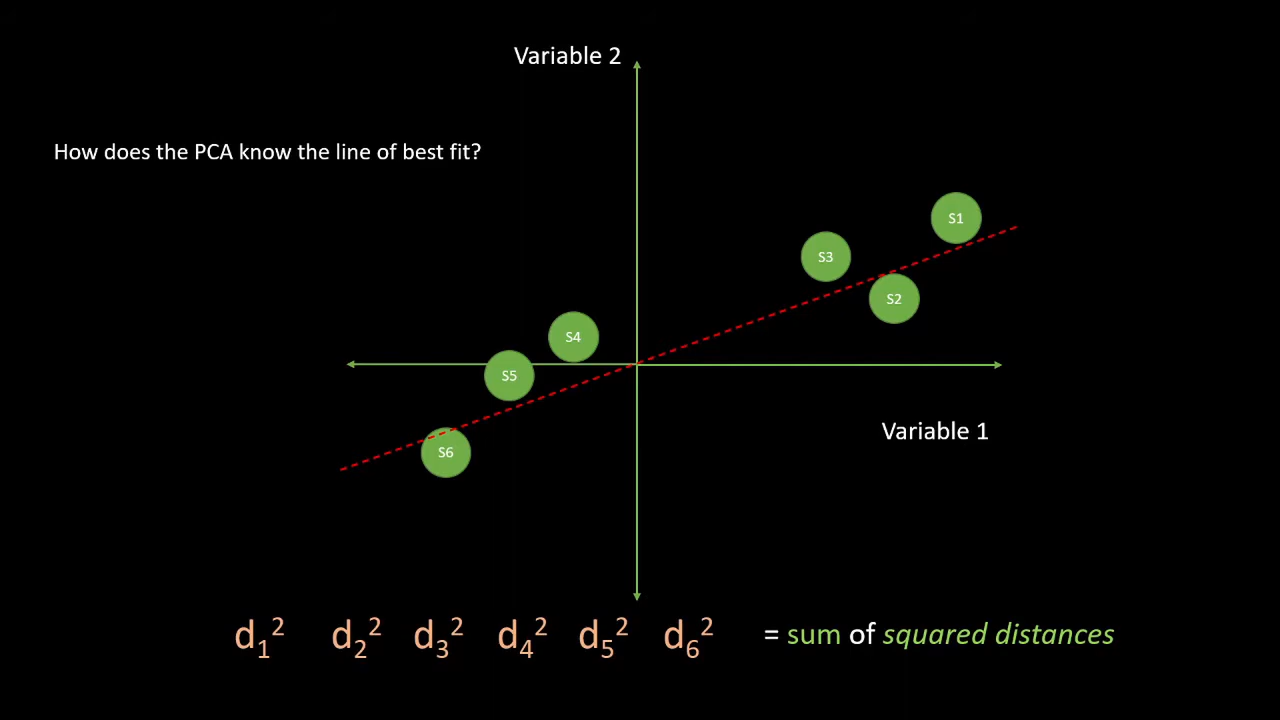 Variable 2
How does the PCA know the line of best fit?
S1
S3
S2
S4
S5
Variable 1
S6
d₁² d₂² d₃² d₄² d₅² d₆² = sum of squared distances